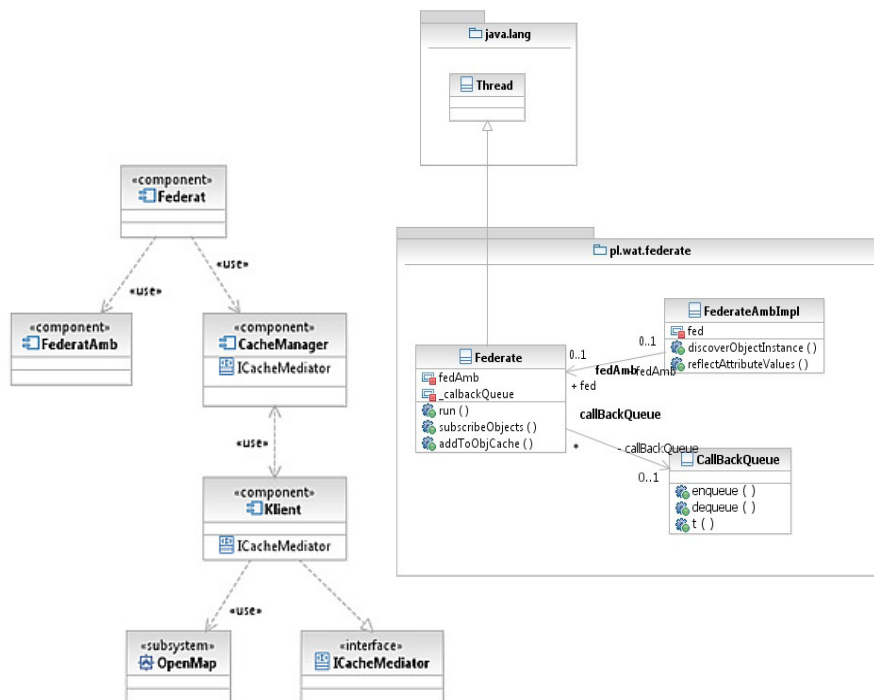 java.lang
Thread
«component»
Federat
«use»
«use»
«component»
FederatAmb
«component»
CacheManager
ICacheMediator
«use»
«component»
Klient
ICacheMediator
«use»
«subsystem»
OpenMap
«interface»
ICacheMediator
pl.wat.federate
FederateAmbImpl
fed
discoverObjectInstance ( )
reflectAttributeValues ( )
0..1
0..1
fedAmb
- fedAmb
+ fed
Federate
fedAmb
_calbackQueue
run ( )
subscribeObjects ( )
addToObjCache ( )
callBackQueue
*
- callBackQueue
0..1
CallBackQueue
enqueue ( )
dequeue ( )
t ( )